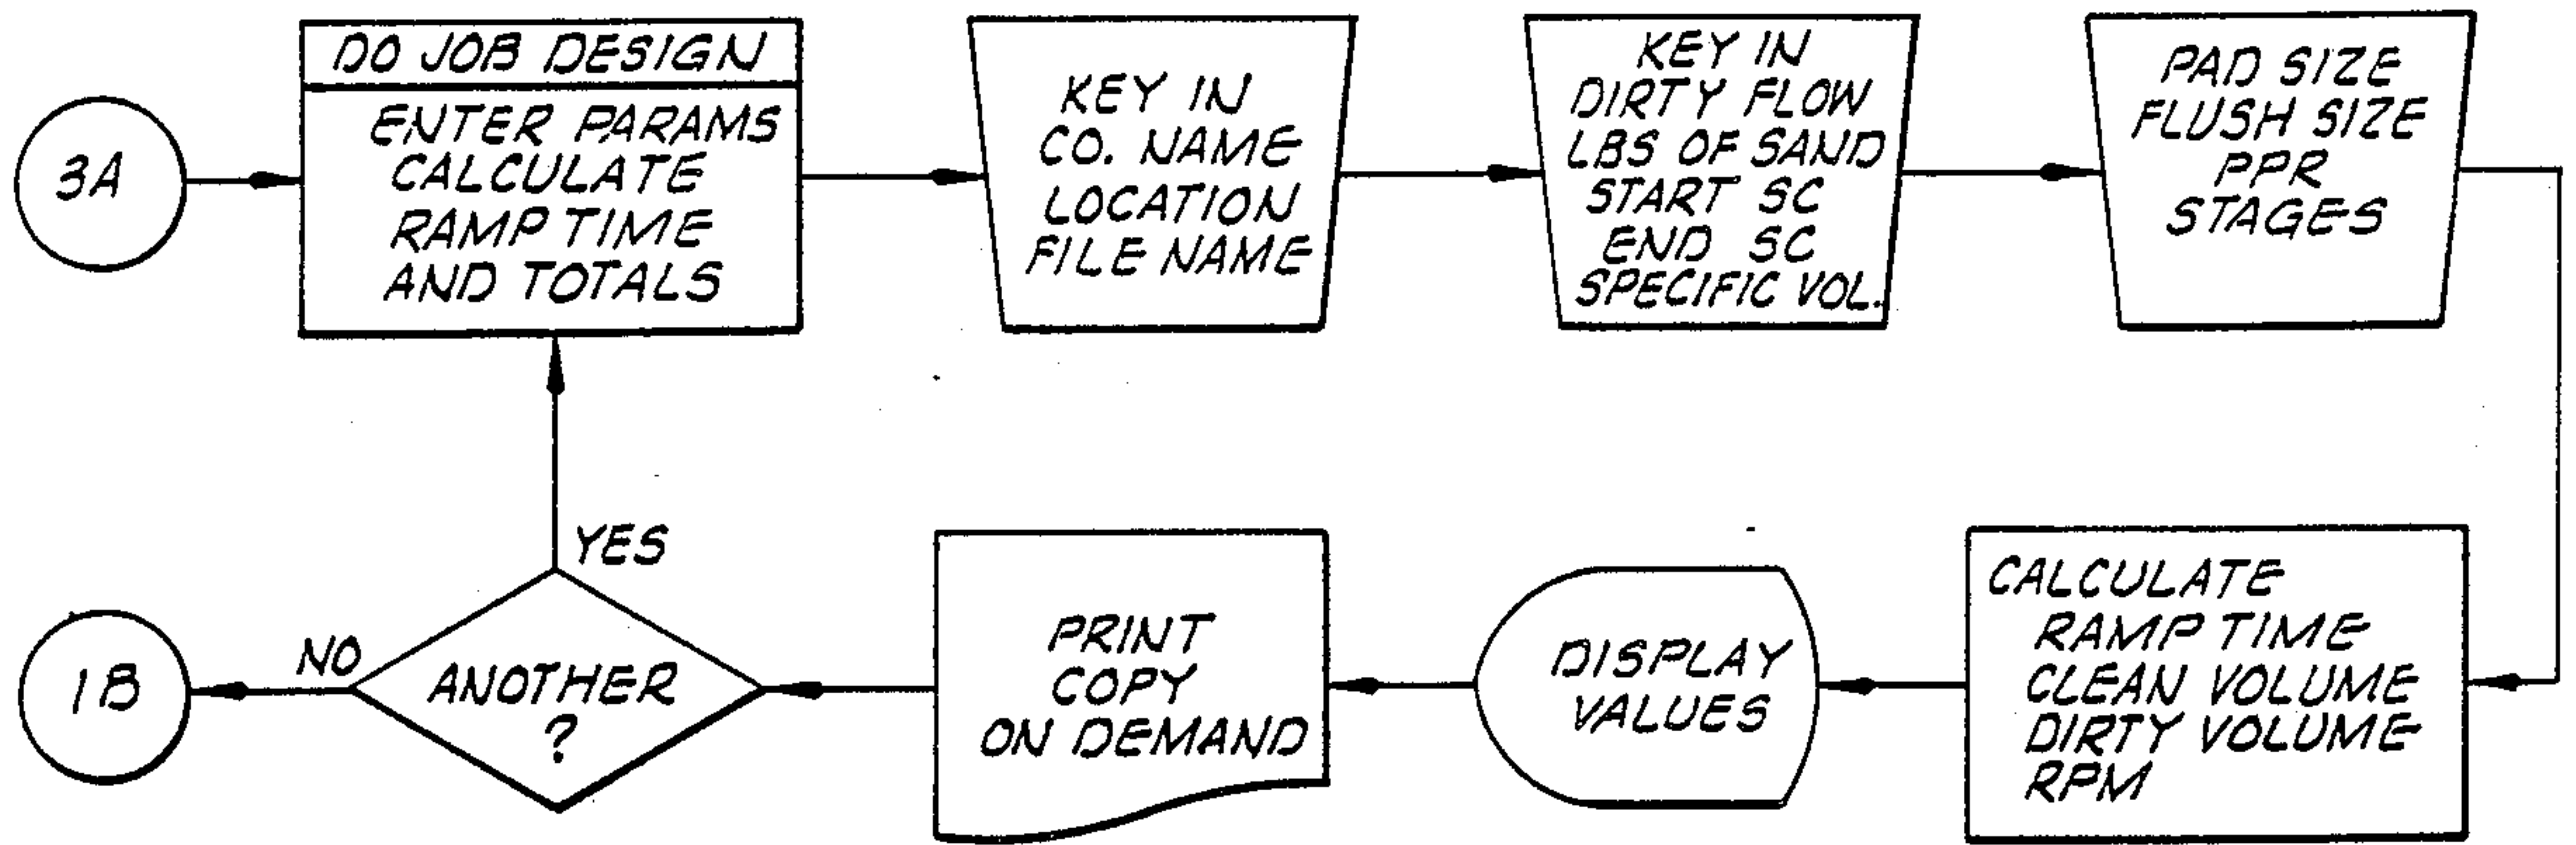 3A
DO JOB DESIGN
ENTER PARAMS
CALCULATE
RAMP TIME
AND TOTALS
KEY IN
CO. NAME
LOCATION
FILE NAME
KEY IN
DIRTY FLOW
LBS OF SAND
START SC
END SC
SPECIFIC VOL.
PAD SIZE
FLUSH SIZE
PPR
STAGES
CALCULATE
RAMP TIME
CLEAN VOLUME
DIRTY VOLUME
RPM
DISPLAY
VALUES
PRINT
COPY
ON DEMAND
ANOTHER
?
YES
NO
1B